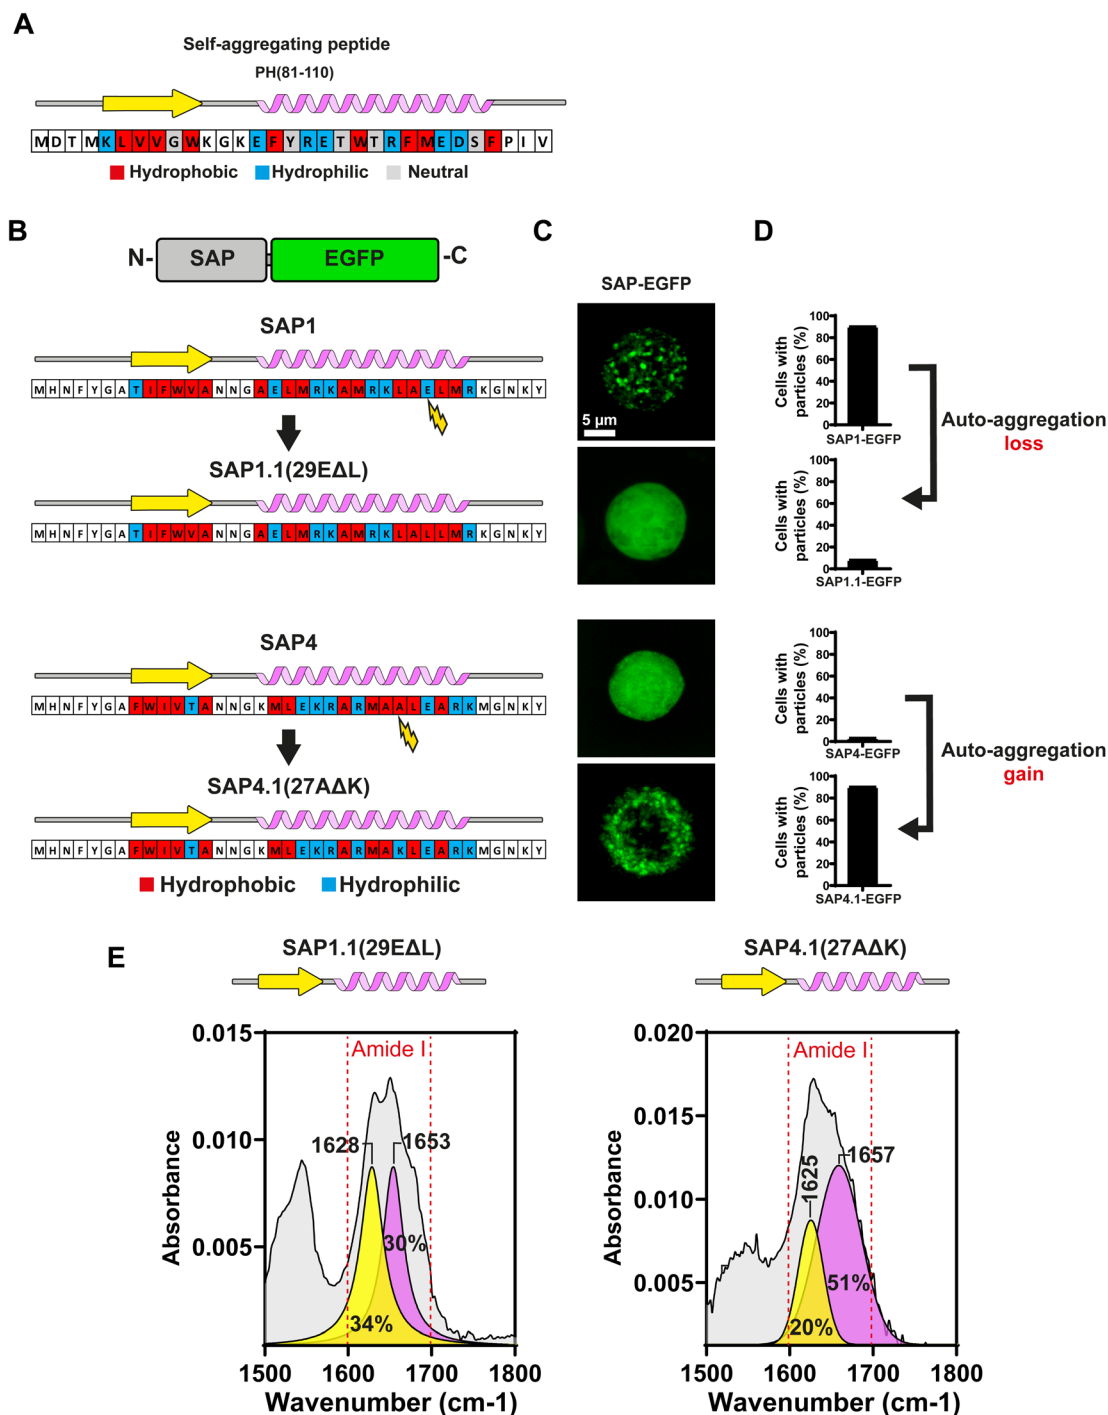 A
Self-aggregating peptide
PH(81-110)
MDTMKLVVGWKGKEFYRETWTRFMEDSFPIV
Hydrophobic Hydrophilic Neutral
B
N- SAP EGFP -C
SAP1
MHNFYGATIFWVANNGAELMRKAMRKLAELMRKGNKY
SAP1.1(29EΔL)
MHNFYGATIFWVANNGAELMRKAMRKLALLMRKGNKY
SAP4
MHNFYGAFWIVTANNGKMLEKRARMAALEARKMGNKY
SAP4.1(27AΔK)
MHNFYGAFWIVTANNGKMLEKRARMAKLEARKMGNKY
Hydrophobic Hydrophilic
C
SAP-EGFP
5 µm
D
Cells with
particles (%)
100
80
60
40
20
0
SAP1-EGFP
Cells with
particles (%)
100
80
60
40
20
0
SAP1.1-EGFP
Auto-aggregation
loss
Cells with
particles (%)
100
80
60
40
20
0
SAP4-EGFP
Cells with
particles (%)
100
80
60
40
20
0
SAP4.1-EGFP
Auto-aggregation
gain
E
SAP1.1(29EΔL)
Absorbance
0.015
0.010
0.005
Amide I
1628
1653
30%
34%
1500 1600 1700 1800
Wavenumber (cm-1)
SAP4.1(27AΔK)
Absorbance
0.020
0.015
0.010
0.005
Amide I
1625
1657
51%
20%
1500 1600 1700 1800
Wavenumber (cm-1)